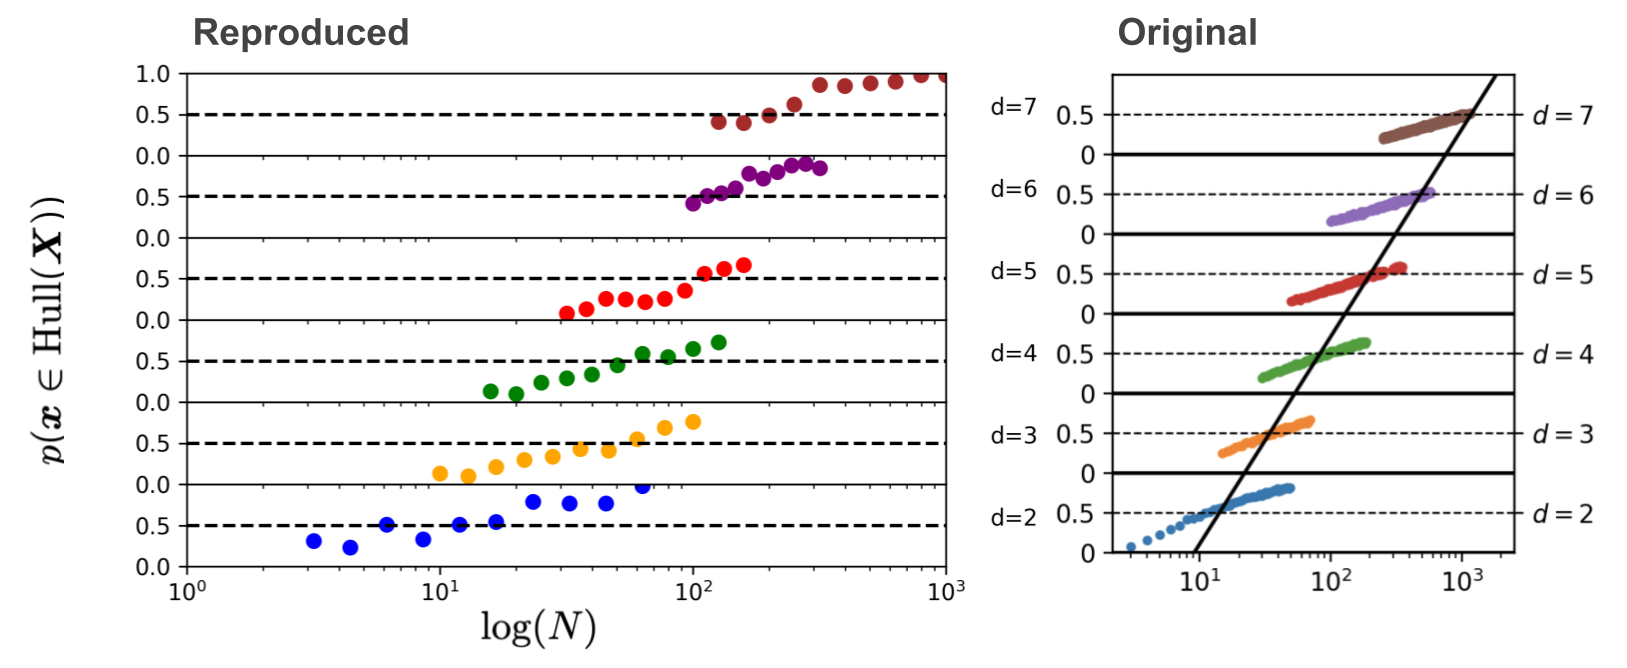 Reproduced
Original
p(x ∈ Hull(X))
1.0
0.5
0.0
0.5
0.0
0.5
0.0
0.5
0.0
0.5
0.0
0.5
0.0
10⁰
10¹
10²
10³
log(N)
d=7
d=6
d=5
d=4
d=3
d=2
0.5
0
0.5
0
0.5
0
0.5
0
0.5
0
0.5
0
d = 7
d = 6
d = 5
d = 4
d = 3
d = 2
10¹
10²
10³